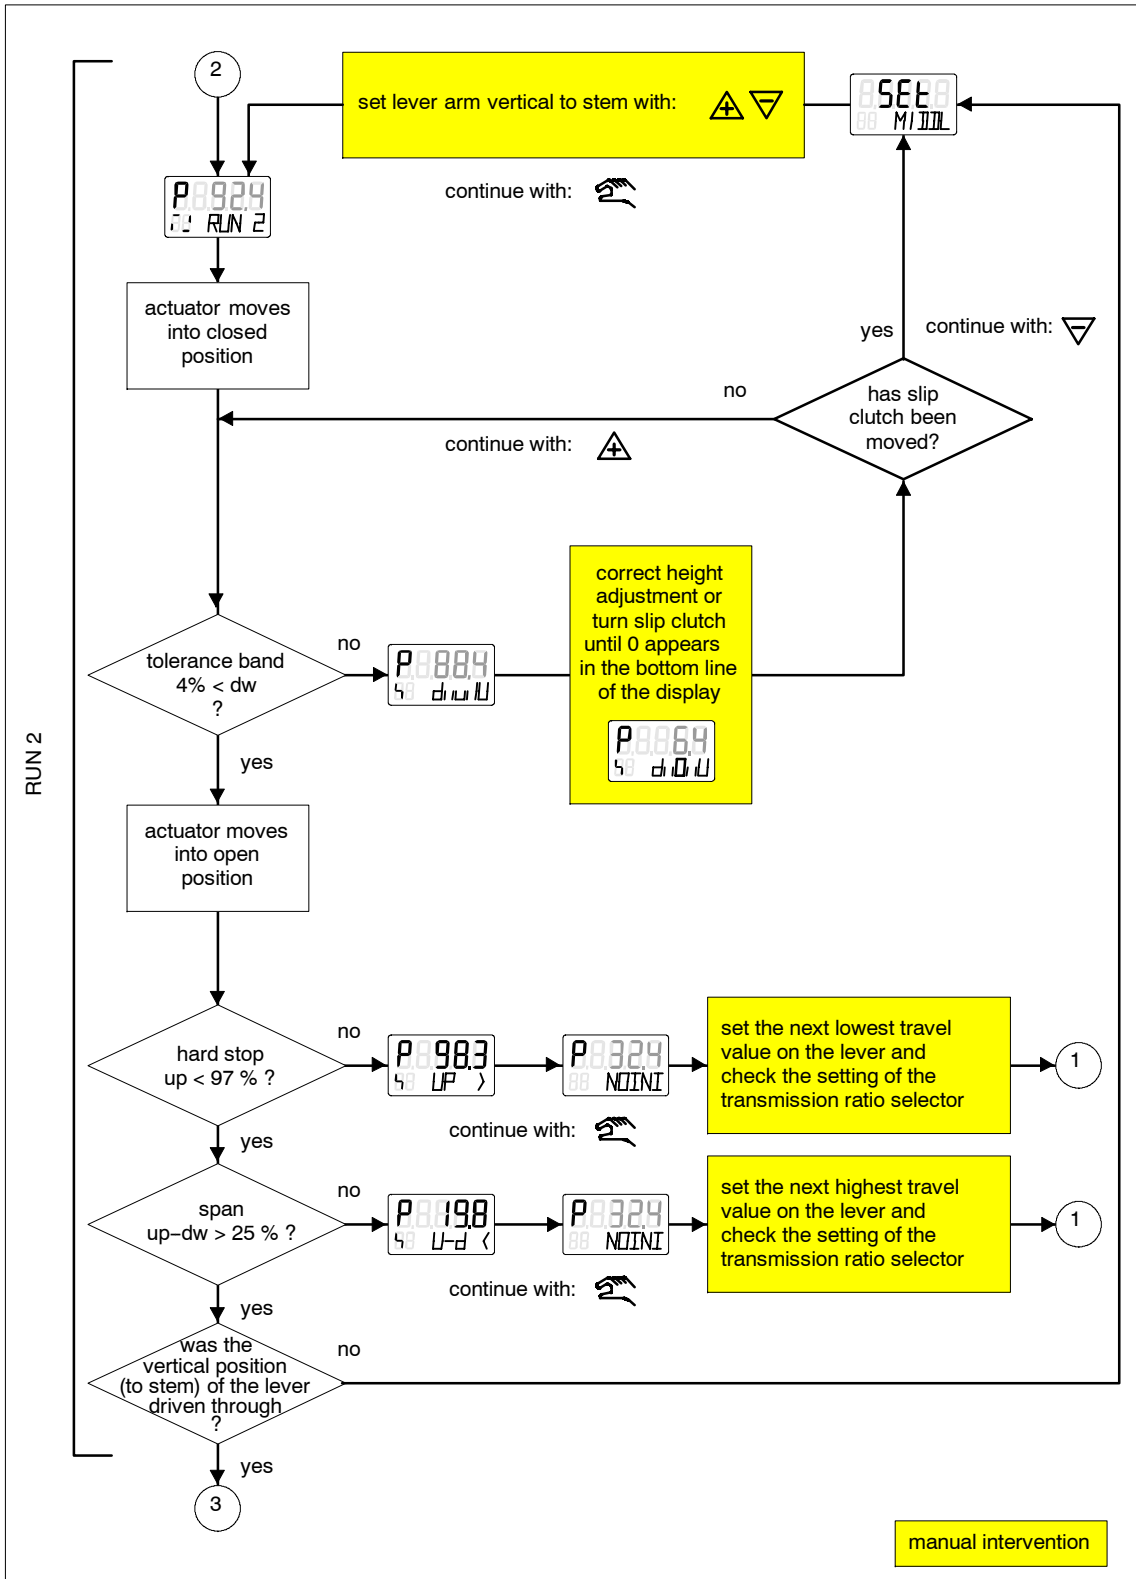 2
set lever arm vertical to stem with:
SEt
MIDDL
continue with:
P 92.4
RUN 2
actuator moves
into closed
position
yes
continue with:
no
has slip
clutch been
moved?
continue with:
correct height
adjustment or
turn slip clutch
until 0 appears
in the bottom line
of the display
tolerance band
4% < dw
?
no
P 88.4
P 6.4
RUN 2
yes
actuator moves
into open
position
hard stop
up < 97 % ?
no
P 98.3
UP >
P 32.4
NOINI
set the next lowest travel
value on the lever and
check the setting of the
transmission ratio selector
1
continue with:
yes
span
up–dw > 25 % ?
no
P 19.8
U-d <
P 32.4
NOINI
set the next highest travel
value on the lever and
check the setting of the
transmission ratio selector
1
continue with:
yes
was the
vertical position
(to stem) of the lever
driven through
?
no
yes
3
manual intervention